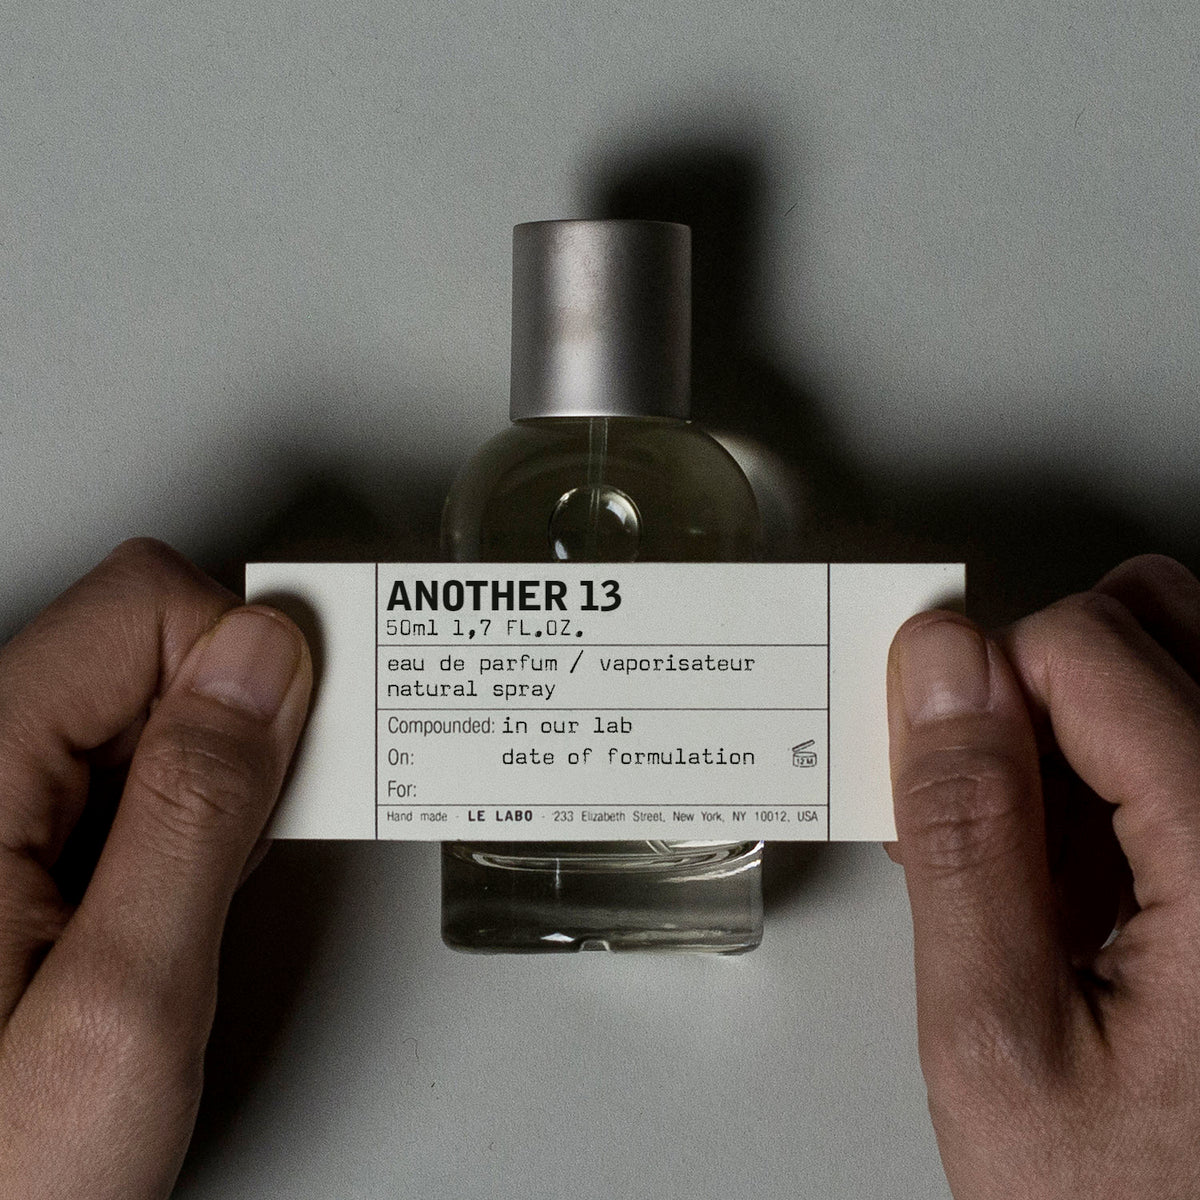 ANOTHER 13
50ml 1,7 FL.OZ.
eau de parfum / vaporisateur
natural spray
Compounded: in our lab
On: date of formulation
12M
For:
Hand made · LE LABO · 233 Elizabeth Street, New York, NY 10012, USA